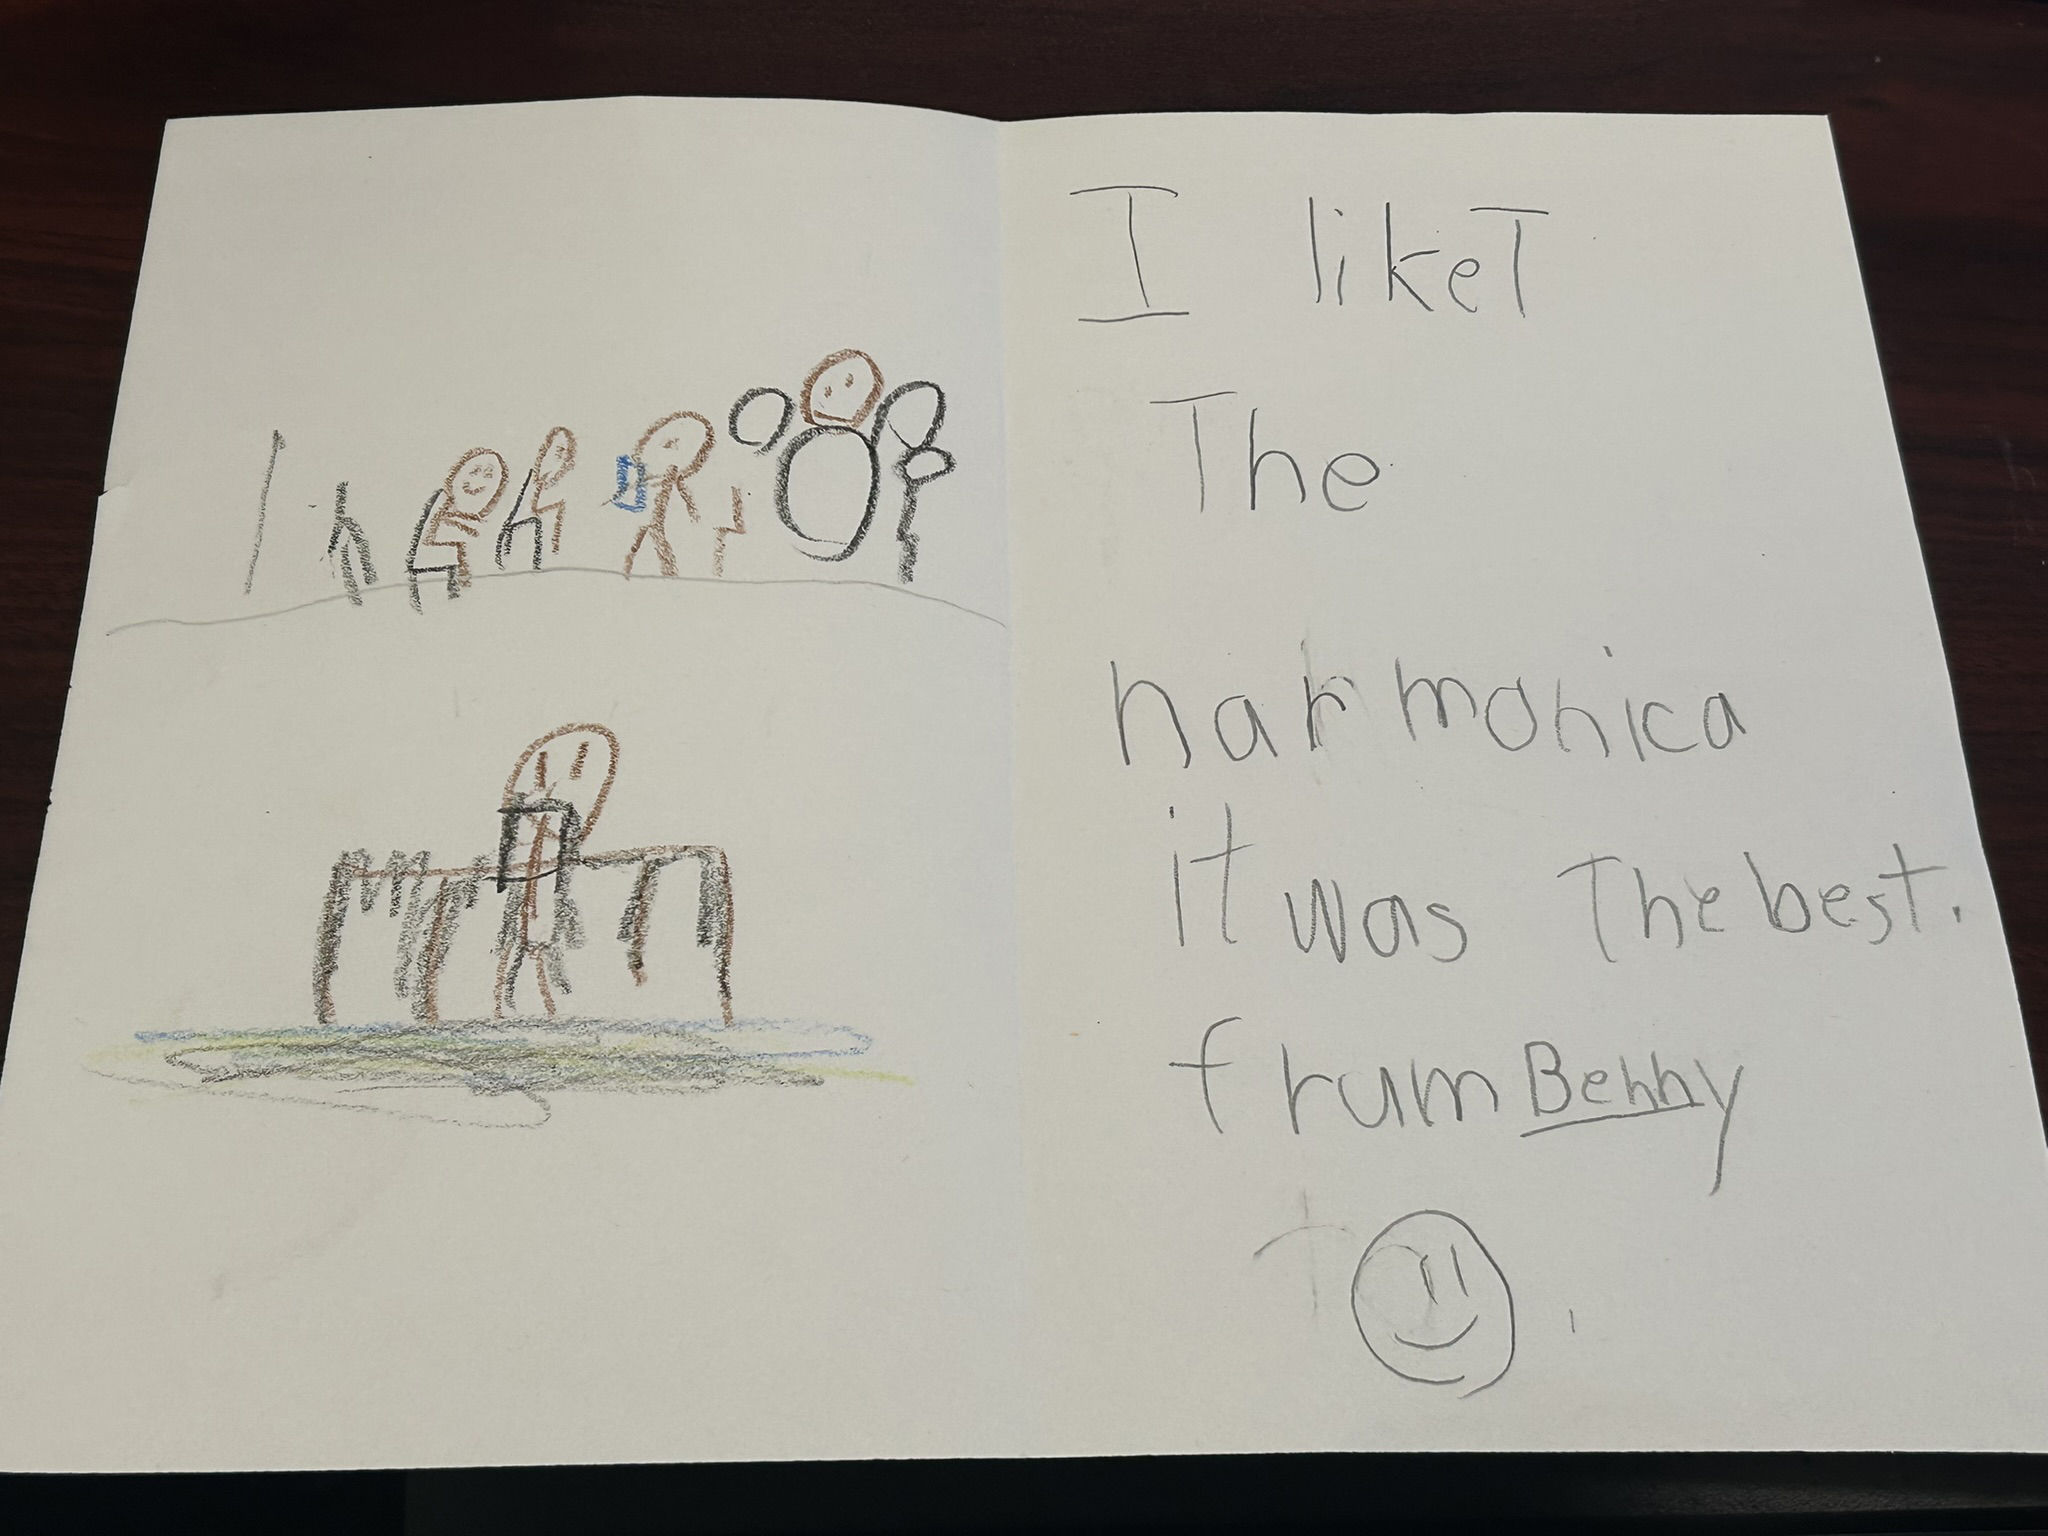 I likeT
The
harmonica
it was The best.
frum Benny